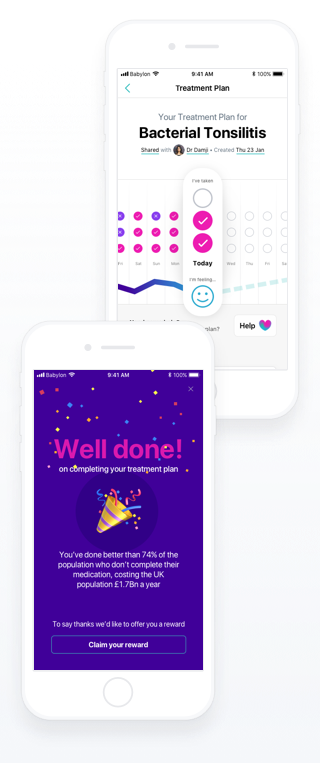 Babylon 9:41 AM 100%
Treatment Plan
Your Treatment Plan for
Bacterial Tonsilitis
Shared with Dr Damji • Created Thu 23 Jan
I've taken
Fri Sat Sun Mon Today Wed Thu Fri
I'm feeling...
plan?
Help
Babylon 9:41 AM 100%
Well done!
on completing your treatment plan
You've done better than 74% of the
population who don't complete their
medication, costing the UK
population £1.7Bn a year
To say thanks we'd like to offer you a reward
Claim your reward